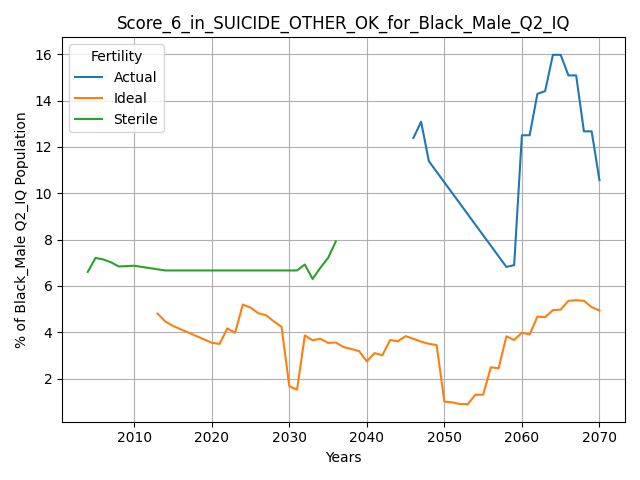 Score_6_in_SUICIDE_OTHER_OK_for_Black_Male_Q2_IQ
Fertility
Actual
Ideal
Sterile
% of Black_Male Q2_IQ Population
16
14
12
10
8
6
4
2
2010 2020 2030 2040 2050 2060 2070
Years